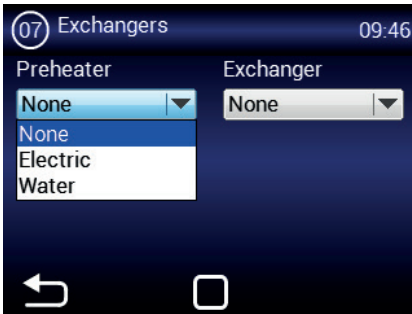 07 Exchangers 09:46
Preheater Exchanger
None None
None
Electric
Water